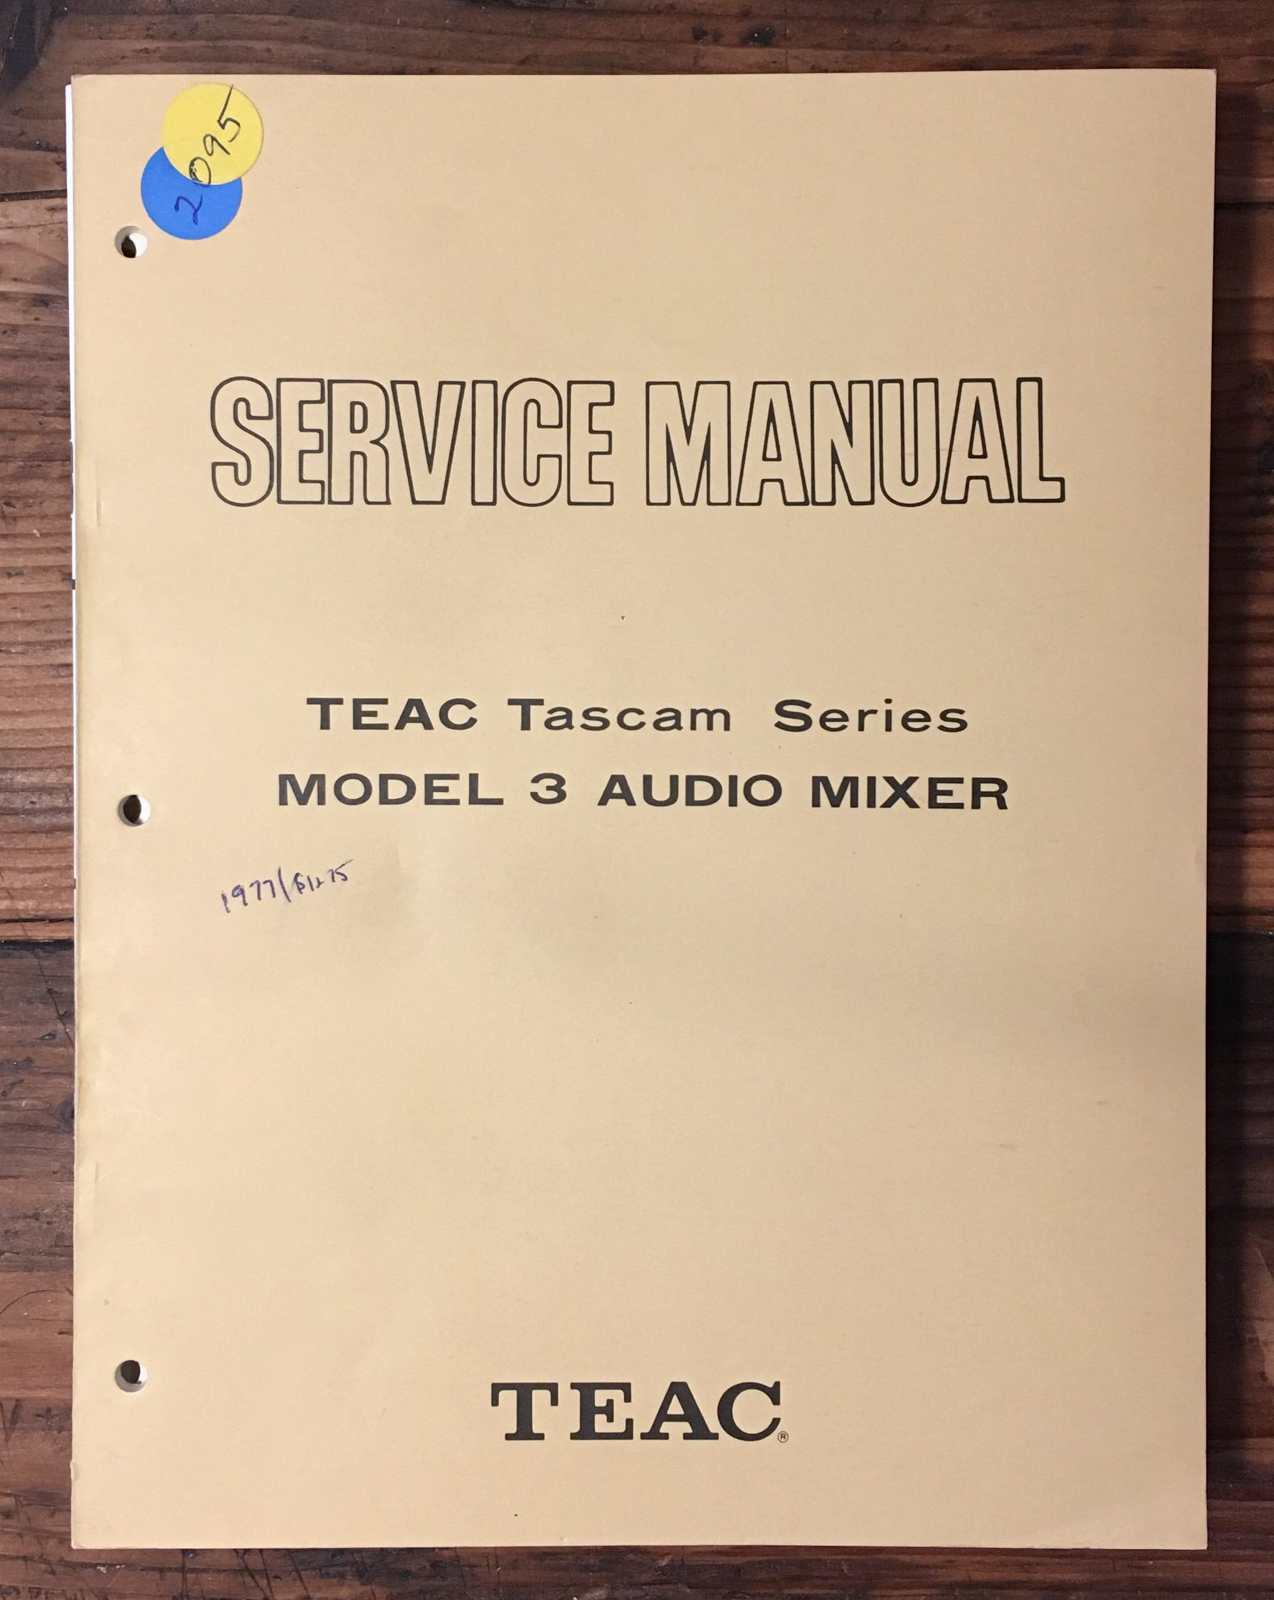 2095
SERVICE MANUAL
TEAC Tascam Series
MODEL 3 AUDIO MIXER
1977/
TEAC®